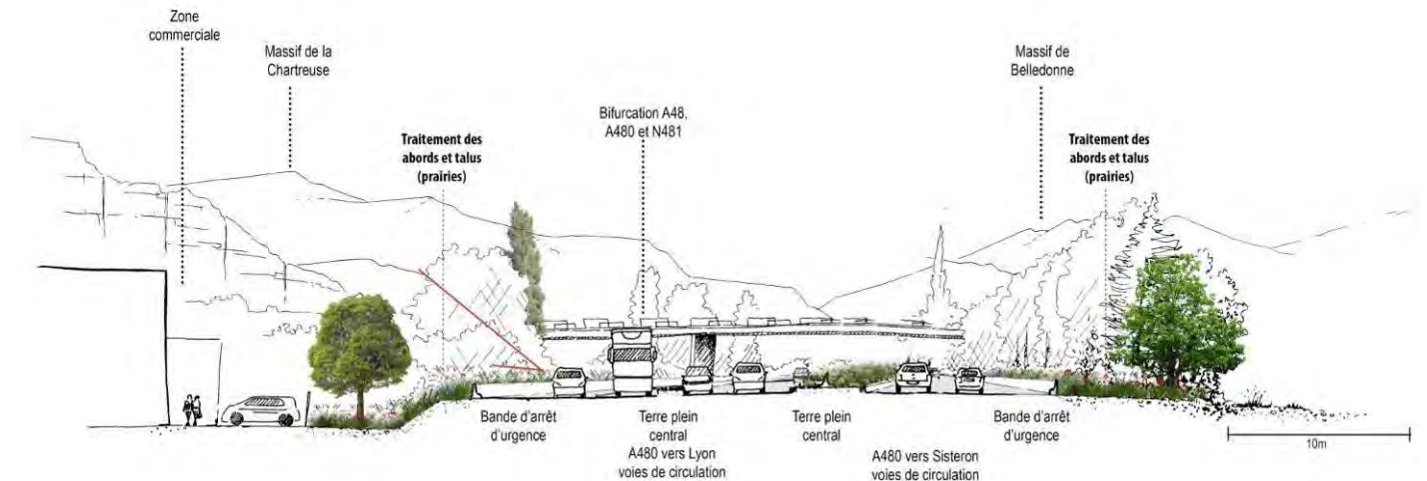 Zone
commerciale
Massif de la
Chartreuse
Traitement des
abords et talus
(prairies)
Bifurcation A48,
A480 et N481
Massif de
Belledonne
Traitement des
abords et talus
(prairies)
Bande d'arrêt
d'urgence
Terre plein
central
A480 vers Lyon
voies de circulation
Terre plein
central
A480 vers Sisteron
voies de circulation
Bande d'arrêt
d'urgence
10m